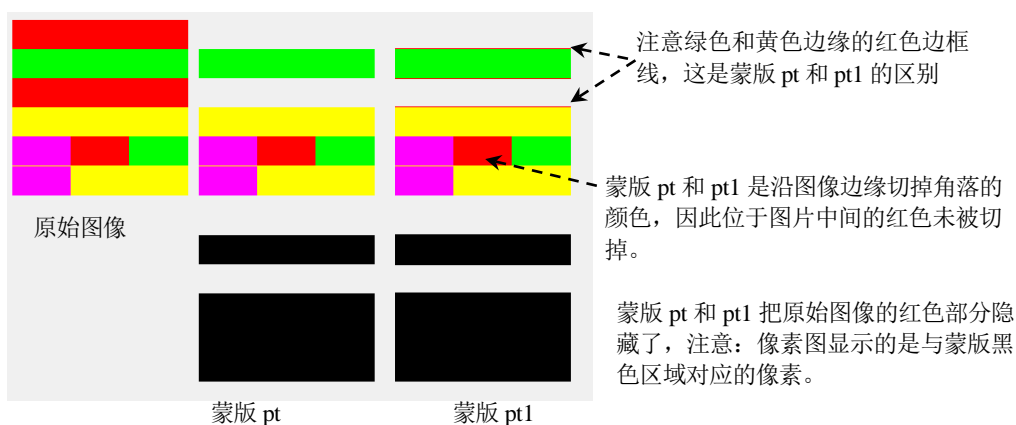 注意绿色和黄色边缘的红色边框
线，这是蒙版 pt 和 pt1 的区别
蒙版 pt 和 pt1 是沿图像边缘切掉角落的
颜色，因此位于图片中间的红色未被切
掉。
原始图像
蒙版 pt 和 pt1 把原始图像的红色部分隐
藏了，注意：像素图显示的是与蒙版黑
色区域对应的像素。
蒙版 pt
蒙版 pt1